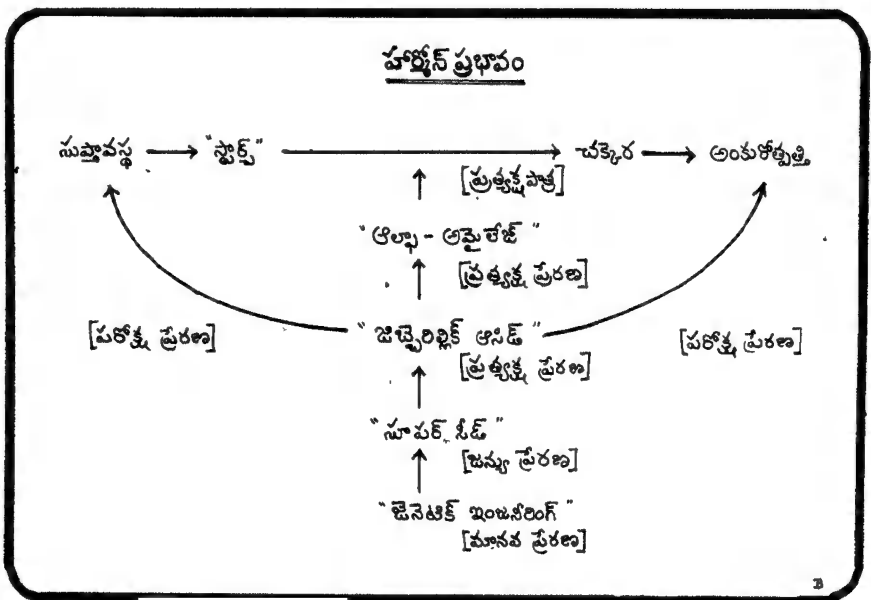 హార్మోన్ ప్రభావం
సుప్తావస్థ → "స్టార్చ్" → చక్కెర → అంకురోత్పత్తి
[ప్రత్యక్ష పాత్ర]
"ఆల్ఫా - అమైలేజ్"
[ప్రత్యక్ష ప్రేరణ]
[పరోక్ష ప్రేరణ] "జిబ్బెరిల్లిక్ ఆసిడ్" [పరోక్ష ప్రేరణ]
[ప్రత్యక్ష ప్రేరణ]
"సూపర్ సీడ్"
[జన్యు ప్రేరణ]
"జెనెటిక్ ఇంజనీరింగ్"
[మానవ ప్రేరణ]
B